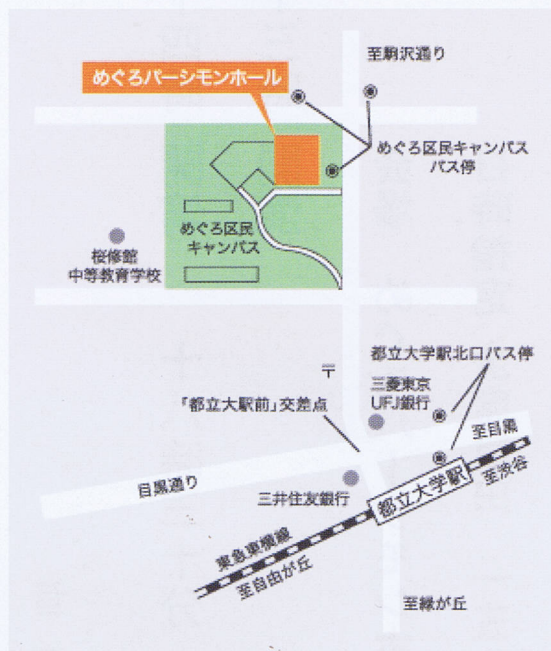 至駒沢通り
めぐろパーシモンホール
めぐろ区民キャンパス
バス停
めぐろ区民
キャンパス
桜修館
中等教育学校
都立大学駅北口バス停
〒
三菱東京
UFJ銀行
「都立大駅前」交差点
至目黒
目黒通り
三井住友銀行
都立大学駅
至渋谷
東急東横線
至自由が丘
至緑が丘